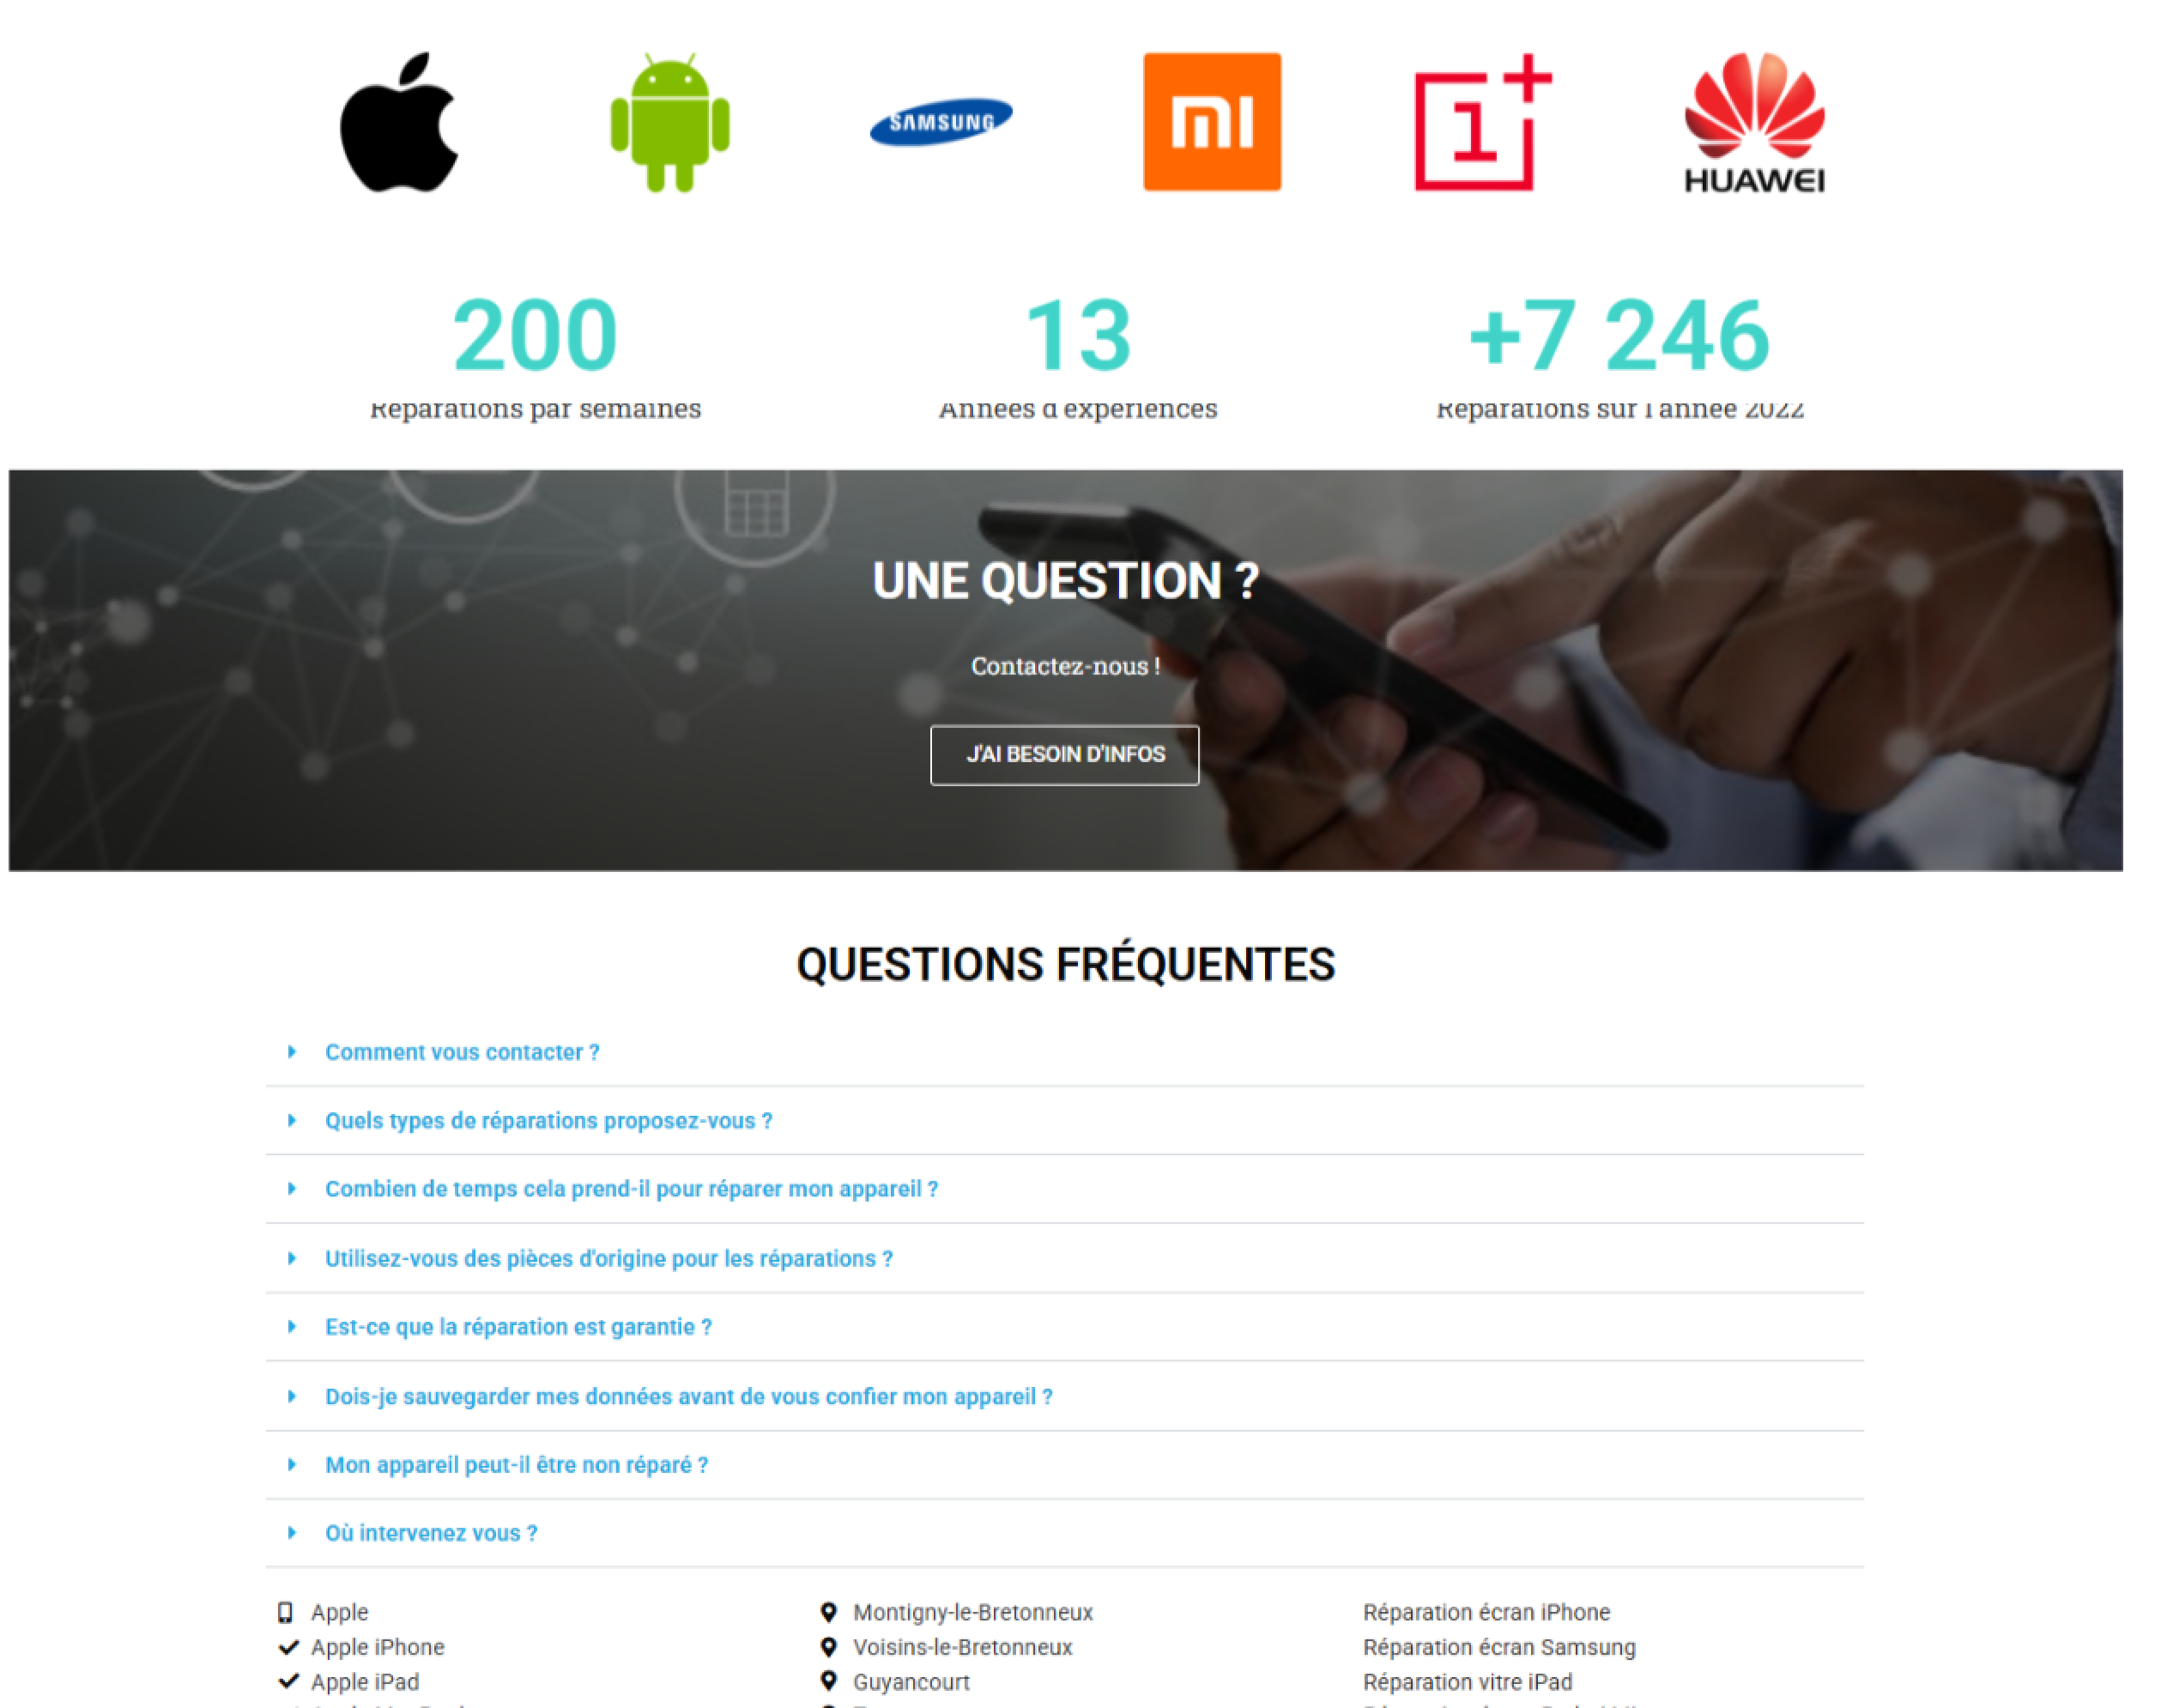 SAMSUNG
mi
1+
HUAWEI
200
13
+7 246
Réparations par semaines
Années d'expériences
Réparations sur l'année 2022
UNE QUESTION ?
Contactez-nous !
J'AI BESOIN D'INFOS
QUESTIONS FRÉQUENTES
Comment vous contacter ?
Quels types de réparations proposez-vous ?
Combien de temps cela prend-il pour réparer mon appareil ?
Utilisez-vous des pièces d'origine pour les réparations ?
Est-ce que la réparation est garantie ?
Dois-je sauvegarder mes données avant de vous confier mon appareil ?
Mon appareil peut-il être non réparé ?
Où intervenez vous ?
Apple
Apple iPhone
Apple iPad
Montigny-le-Bretonneux
Voisins-le-Bretonneux
Guyancourt
Réparation écran iPhone
Réparation écran Samsung
Réparation vitre iPad